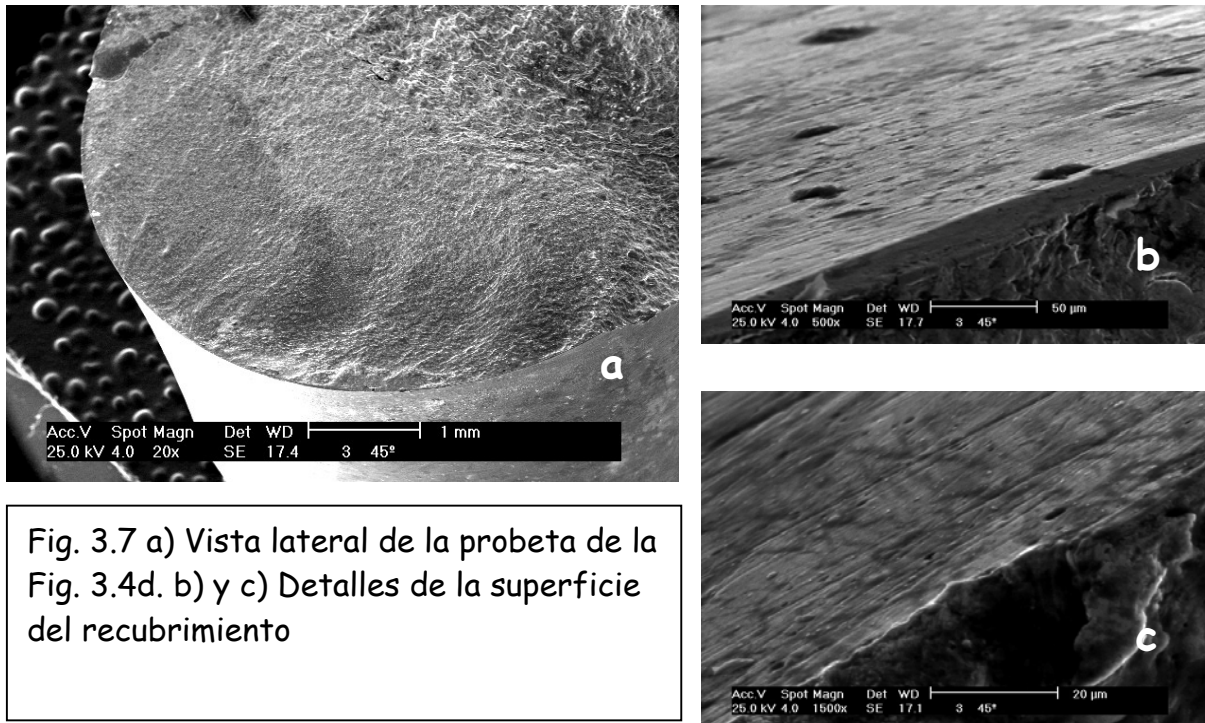 a
Acc.V Spot Magn Det WD 1 mm
25.0 kV 4.0 20x SE 17.4 3 45º
b
Acc.V Spot Magn Det WD 50 µm
25.0 kV 4.0 500x SE 17.7 3 45º
Fig. 3.7 a) Vista lateral de la probeta de la
Fig. 3.4d. b) y c) Detalles de la superficie
del recubrimiento
c
Acc.V Spot Magn Det WD 20 µm
25.0 kV 4.0 1500x SE 17.1 3 45º